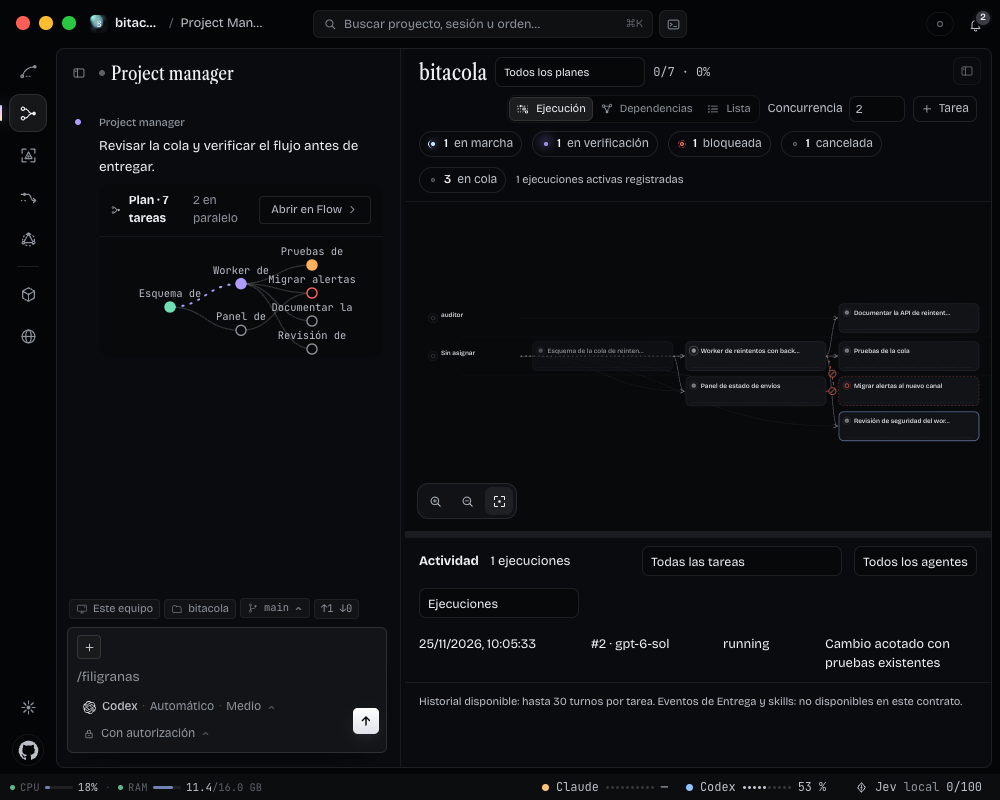 bitac... / Project Man...
Buscar proyecto, sesión u orden... ⌘K
2
Project manager
Project manager
Revisar la cola y verificar el flujo antes de
entregar.
Plan · 7
tareas
2 en
paralelo
Abrir en Flow
Pruebas de
Worker de
Migrar alertas
Esquema de
Documentar la
Panel de
Revisión de
Este equipo
bitacola
main
↑1 ↓0
+
/filigranas
Codex · Automático · Medio
Con autorización
bitacola
Todos los planes
0/7 · 0%
Ejecución
Dependencias
Lista
Concurrencia
2
+ Tarea
1 en marcha
1 en verificación
1 bloqueada
1 cancelada
3 en cola
1 ejecuciones activas registradas
auditor
Documentar la API de reintent...
Sin asignar
Esquema de la cola de reinten...
Worker de reintentos con back...
Pruebas de la cola
Panel de estado de envíos
Migrar alertas al nuevo canal
Revisión de seguridad del wor...
Actividad 1 ejecuciones
Todas las tareas
Todos los agentes
Ejecuciones
25/11/2026, 10:05:33
#2 · gpt-6-sol
running
Cambio acotado con
pruebas existentes
Historial disponible: hasta 30 turnos por tarea. Eventos de Entrega y skills: no disponibles en este contrato.
CPU 18% · RAM 11.4/16.0 GB
Claude —
Codex 53 %
Jev local 0/100